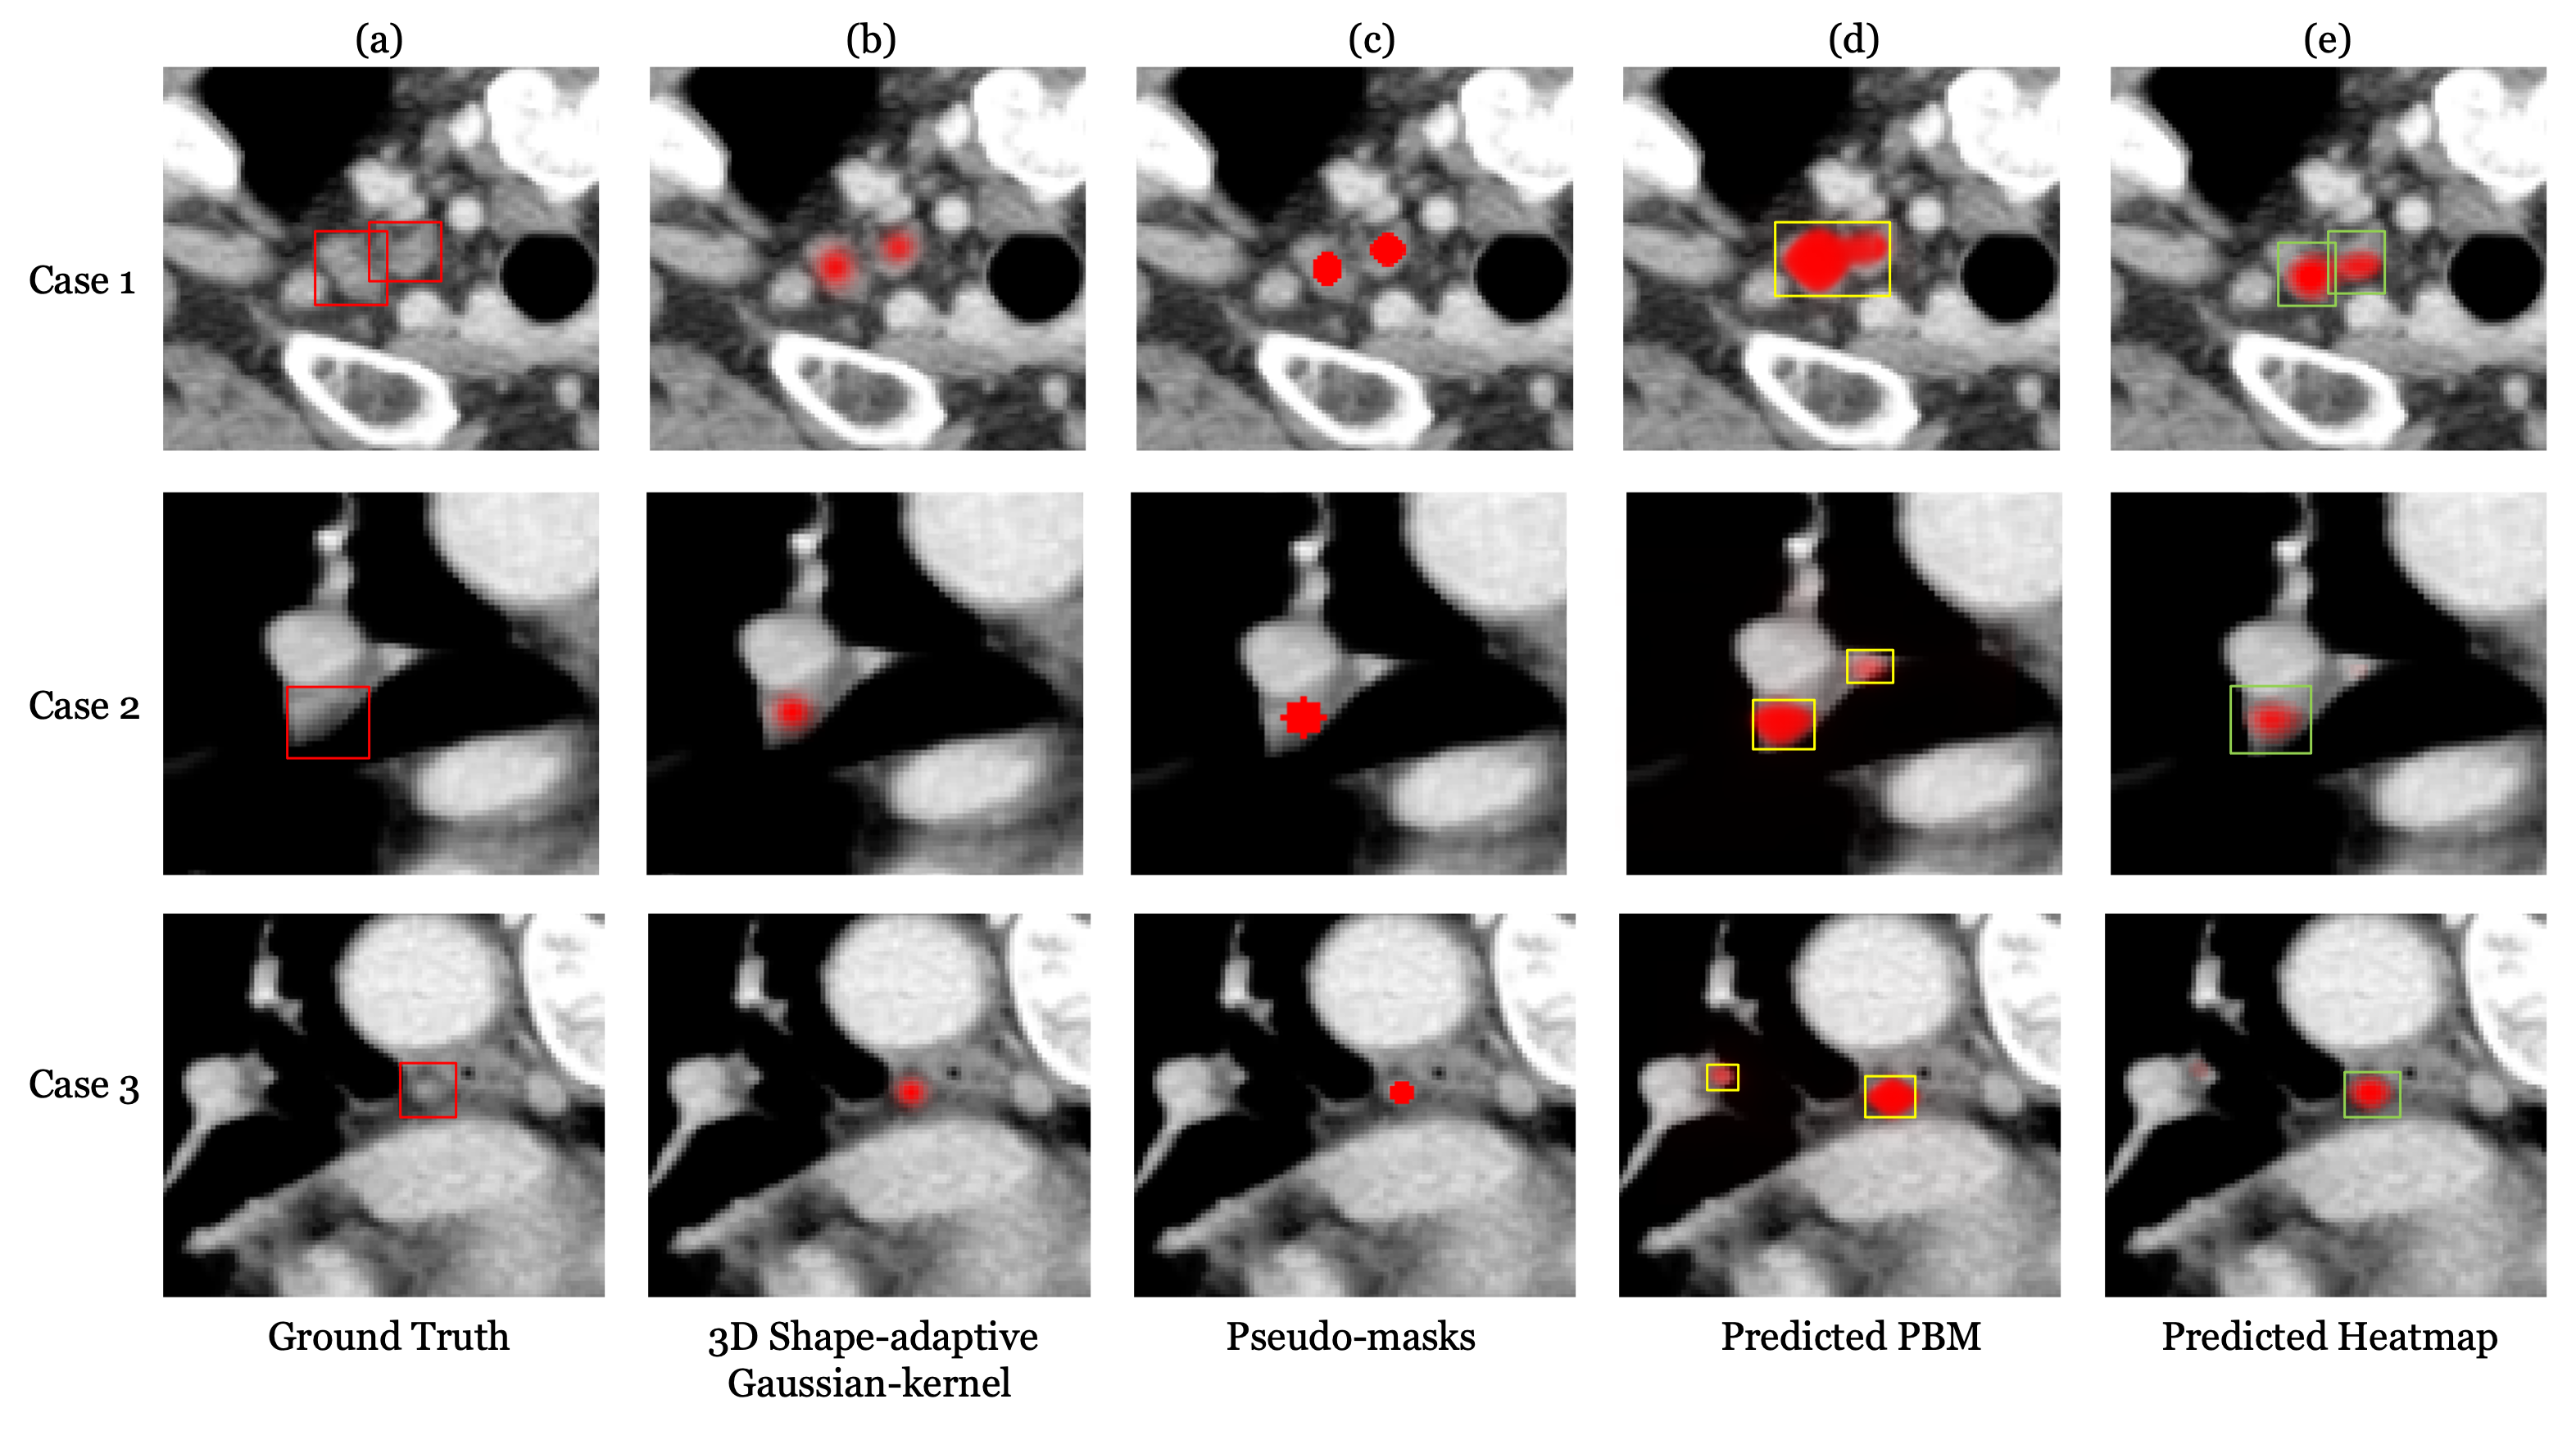 (a) (b) (c) (d) (e)
Case 1
Case 2
Case 3
Ground Truth
3D Shape-adaptive
Gaussian-kernel
Pseudo-masks
Predicted PBM
Predicted Heatmap